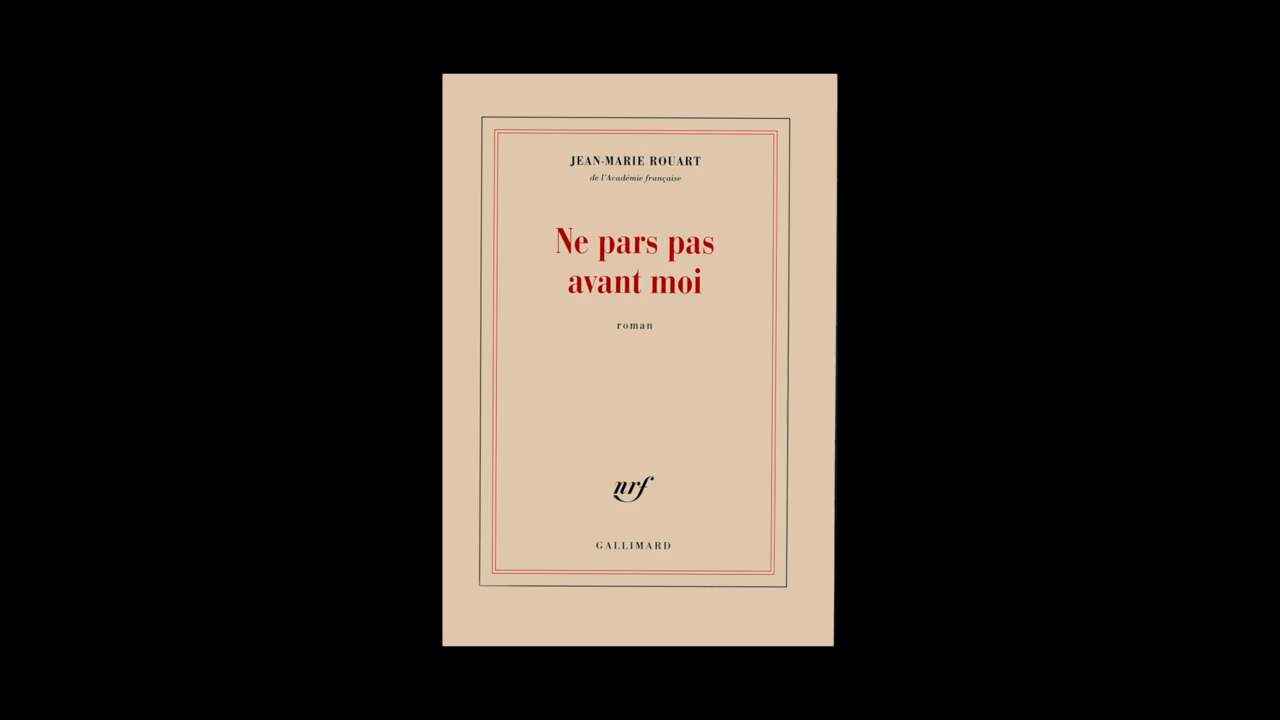 JEAN-MARIE ROUART
de l'Académie française
Ne pars pas
avant moi
roman
nrf
GALLIMARD